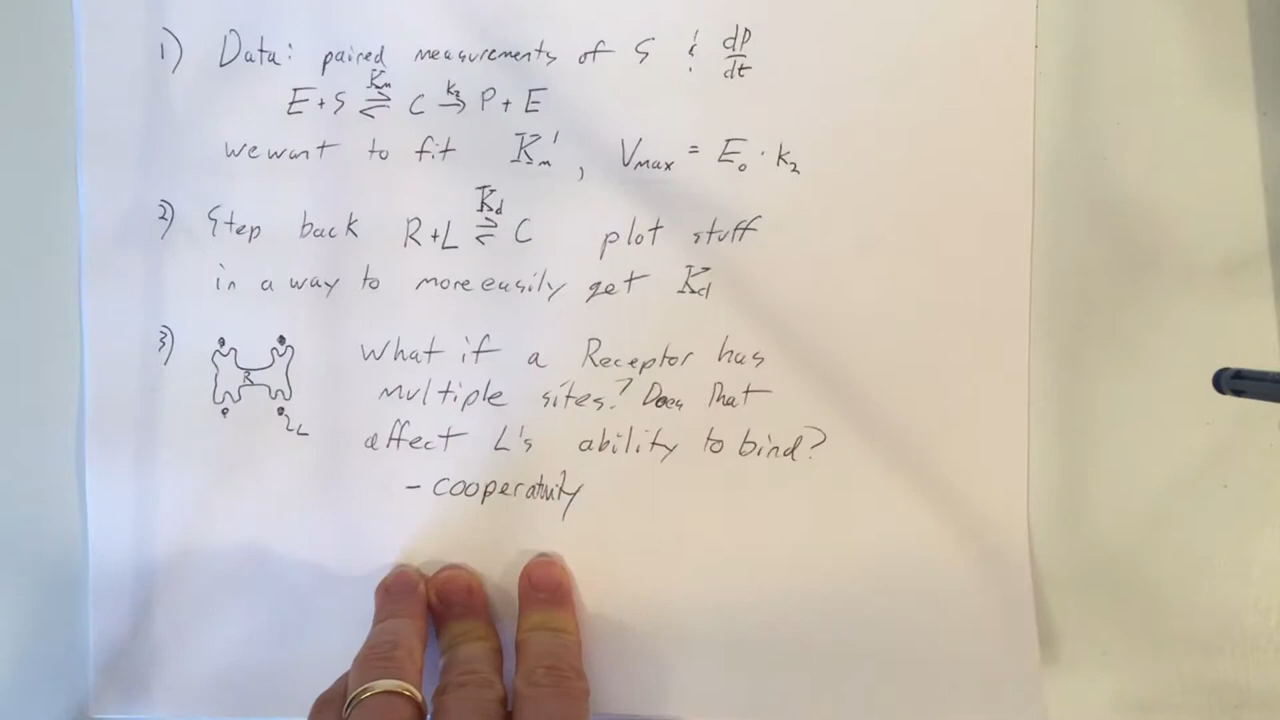 1) Data: paired measurements of S & dP/dt
Km k2
E+S ⇌ C → P+E
we want to fit Km', Vmax = E₀ · k₂
Kd
2) Step back R+L ⇌ C plot stuff
in a way to more easily get Kd
3) What if a Receptor has
R multiple sites? Does that
L affect L's ability to bind?
- cooperativity